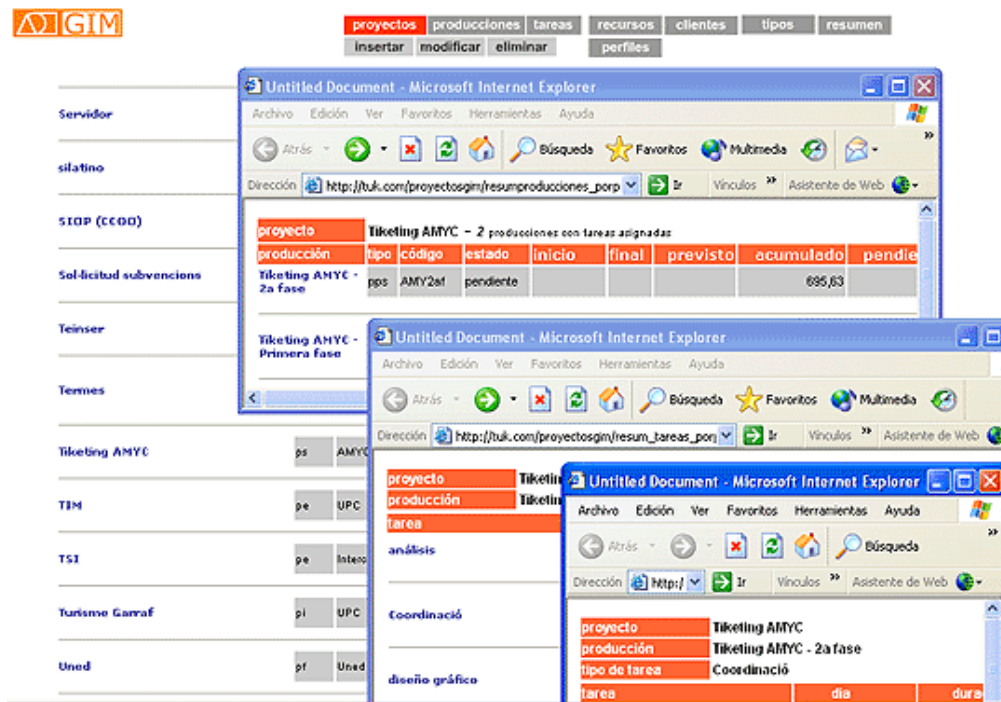 GIM
proyectos producciones tareas recursos clientes tipos resumen
insertar modificar eliminar perfiles
Servidor
silatino
STOP (CCOO)
Sol·licitud subvencions
Teinser
Termes
Tiketing AMYC ps AMYC
TIM pe UPC
TSI pe
Turisme Garraf pi UPC
Uned pf Uned
Untitled Document - Microsoft Internet Explorer
Archivo Edición Ver Favoritos Herramientas Ayuda
Atrás Búsqueda Favoritos Multimedia
Dirección http://tuk.com/proyectosgim/resumproducciones_porp Ir Vínculos Asistente de Web
proyecto Tiketing AMYC - 2 producciones con tareas asignadas
producción tipo código estado inicio final previsto acumulado pendie
Tiketing AMYC - 2a fase pps AMY2af pendiente 695,63
Tiketing AMYC -
Primera fase
Untitled Document - Microsoft Internet Explorer
Archivo Edición Ver Favoritos Herramientas Ayuda
Atrás Búsqueda Favoritos Multimedia
Dirección http://tuk.com/proyectosgim/resum_tareas_porp Ir Vínculos Asistente de Web
proyecto Tiketin
producción Tiketin
tarea
análisis
Coordinació
diseño gráfico
Untitled Document - Microsoft Internet Explorer
Archivo Edición Ver Favoritos Herramientas Ayuda
Atrás Búsqueda
Dirección http:/ Ir Vínculos Asistente de Web
proyecto Tiketing AMYC
producción Tiketing AMYC - 2a fase
tipo de tarea Coordinació
tarea dia dura